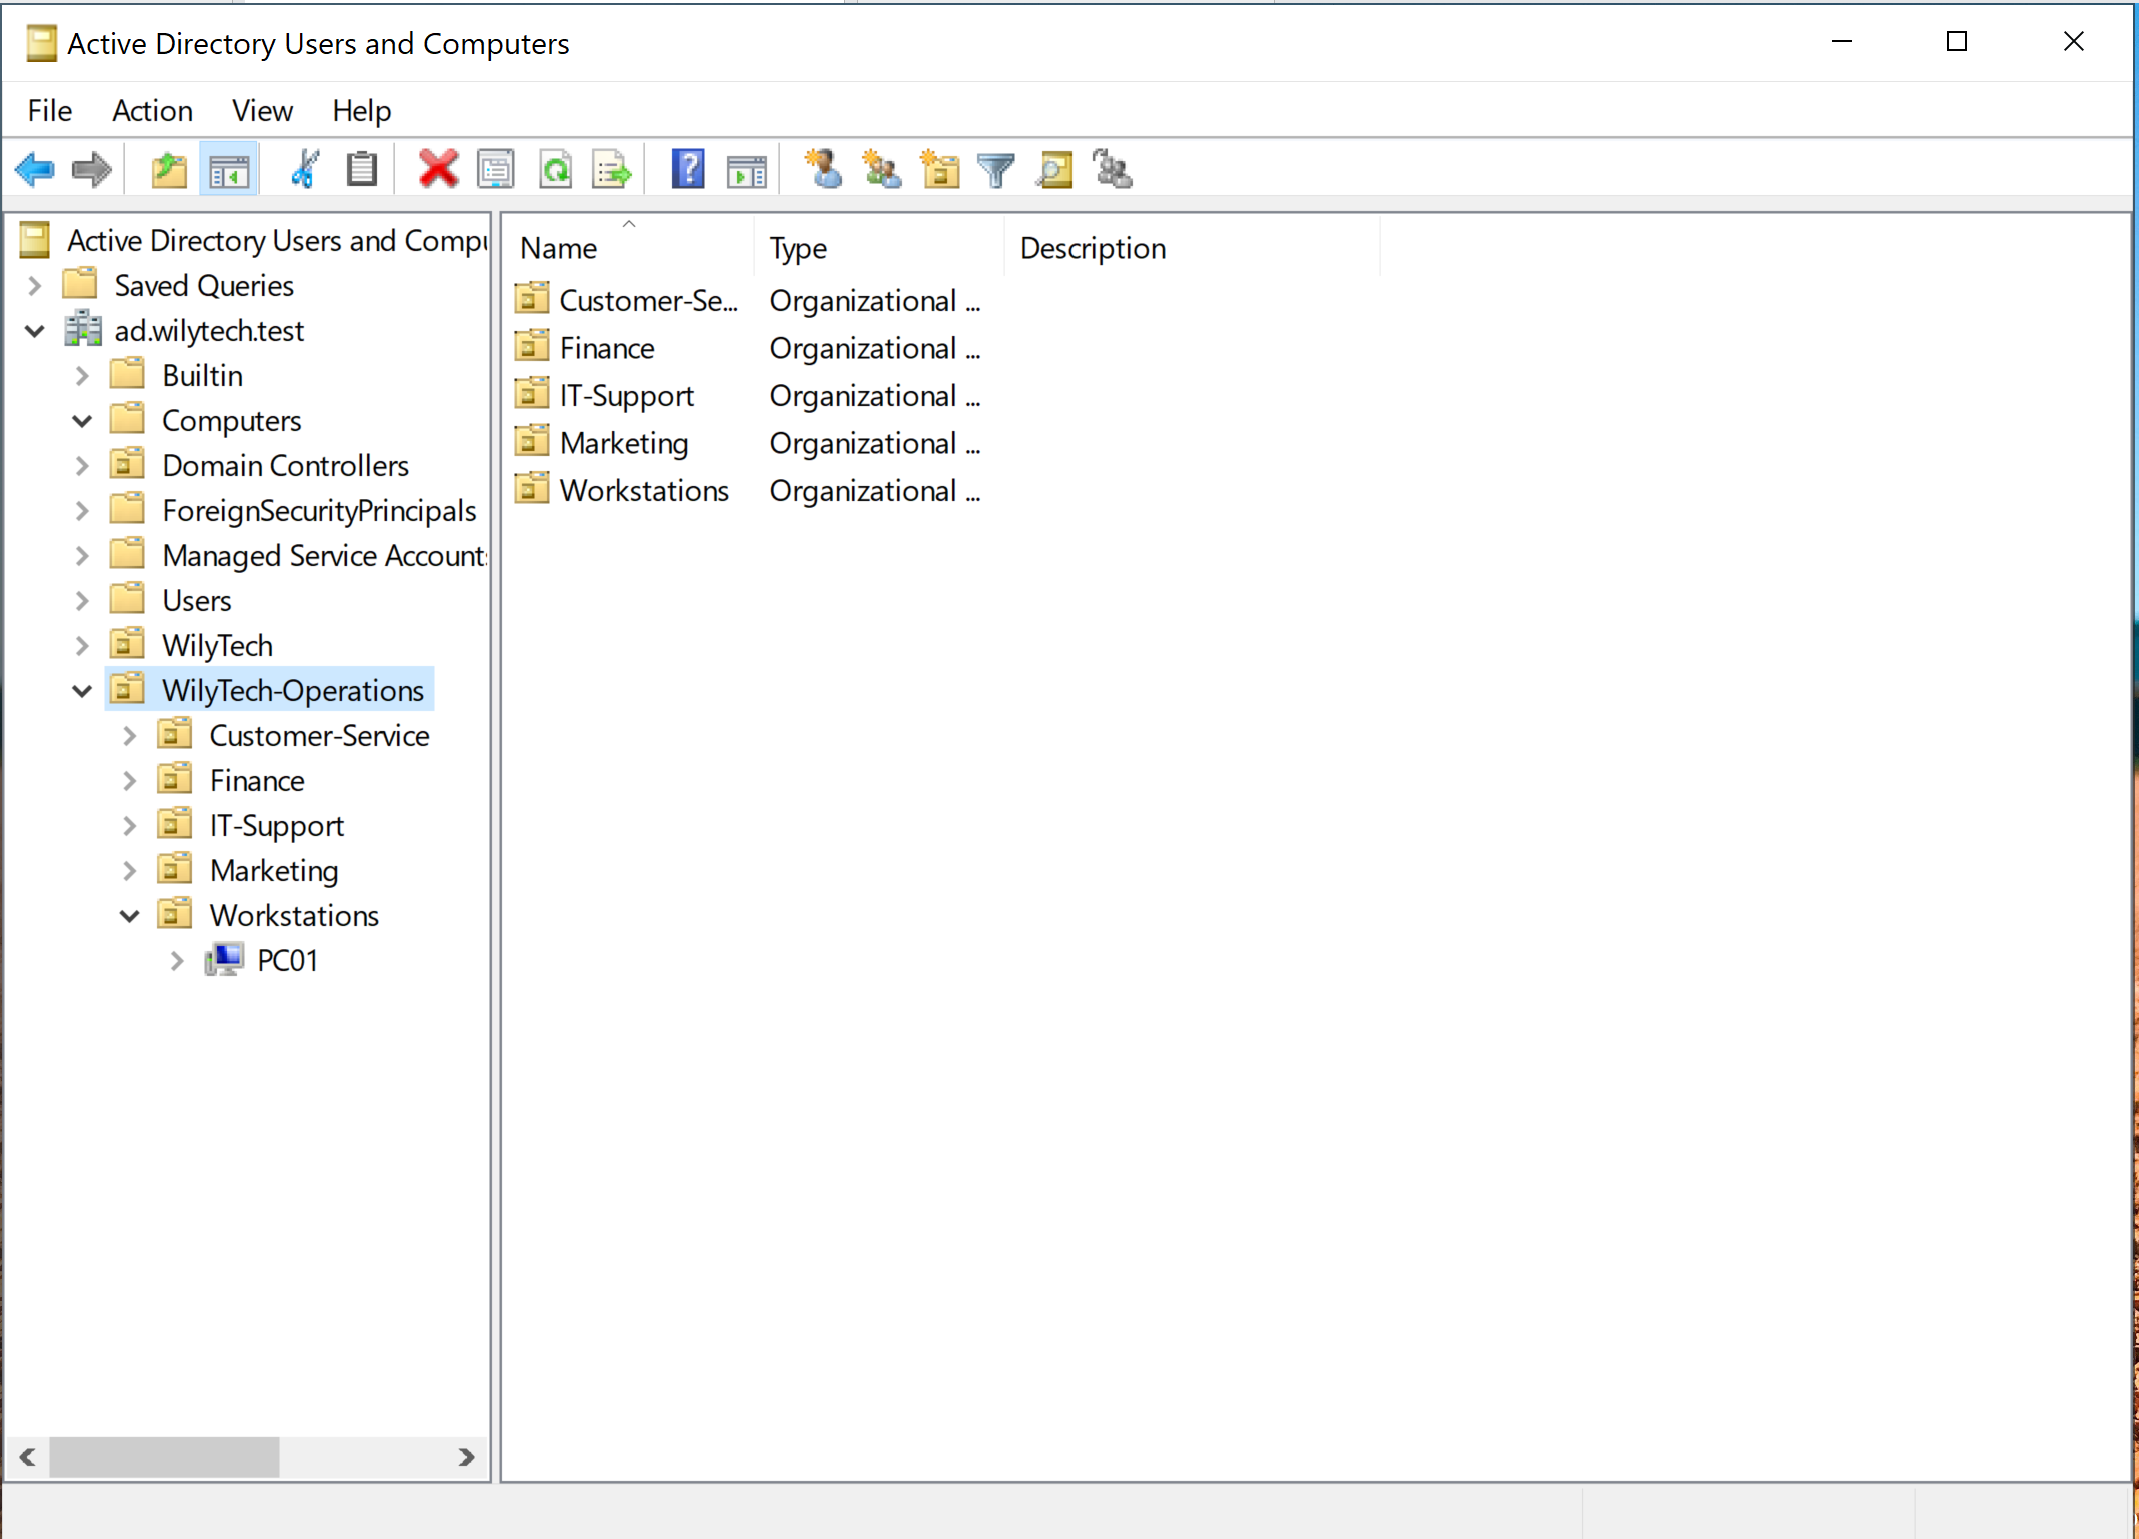 Active Directory Users and Computers
File Action View Help
Active Directory Users and Compu
Saved Queries
ad.wilytech.test
Builtin
Computers
Domain Controllers
ForeignSecurityPrincipals
Managed Service Account
Users
WilyTech
WilyTech-Operations
Customer-Service
Finance
IT-Support
Marketing
Workstations
PC01
Name Type Description
Customer-Se... Organizational ...
Finance Organizational ...
IT-Support Organizational ...
Marketing Organizational ...
Workstations Organizational ...